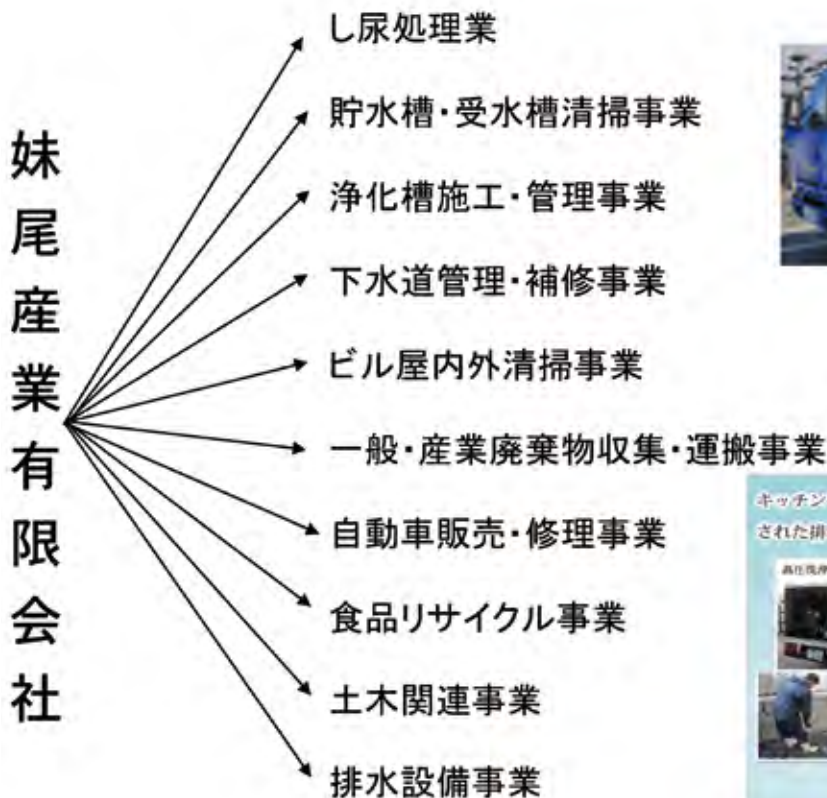 妹尾産業有限会社
し尿処理業
貯水槽・受水槽清掃事業
浄化槽施工・管理事業
下水道管理・補修事業
ビル屋内外清掃事業
一般・産業廃棄物収集・運搬事業
自動車販売・修理事業
食品リサイクル事業
土木関連事業
排水設備事業
キッチン
された排
高圧洗浄